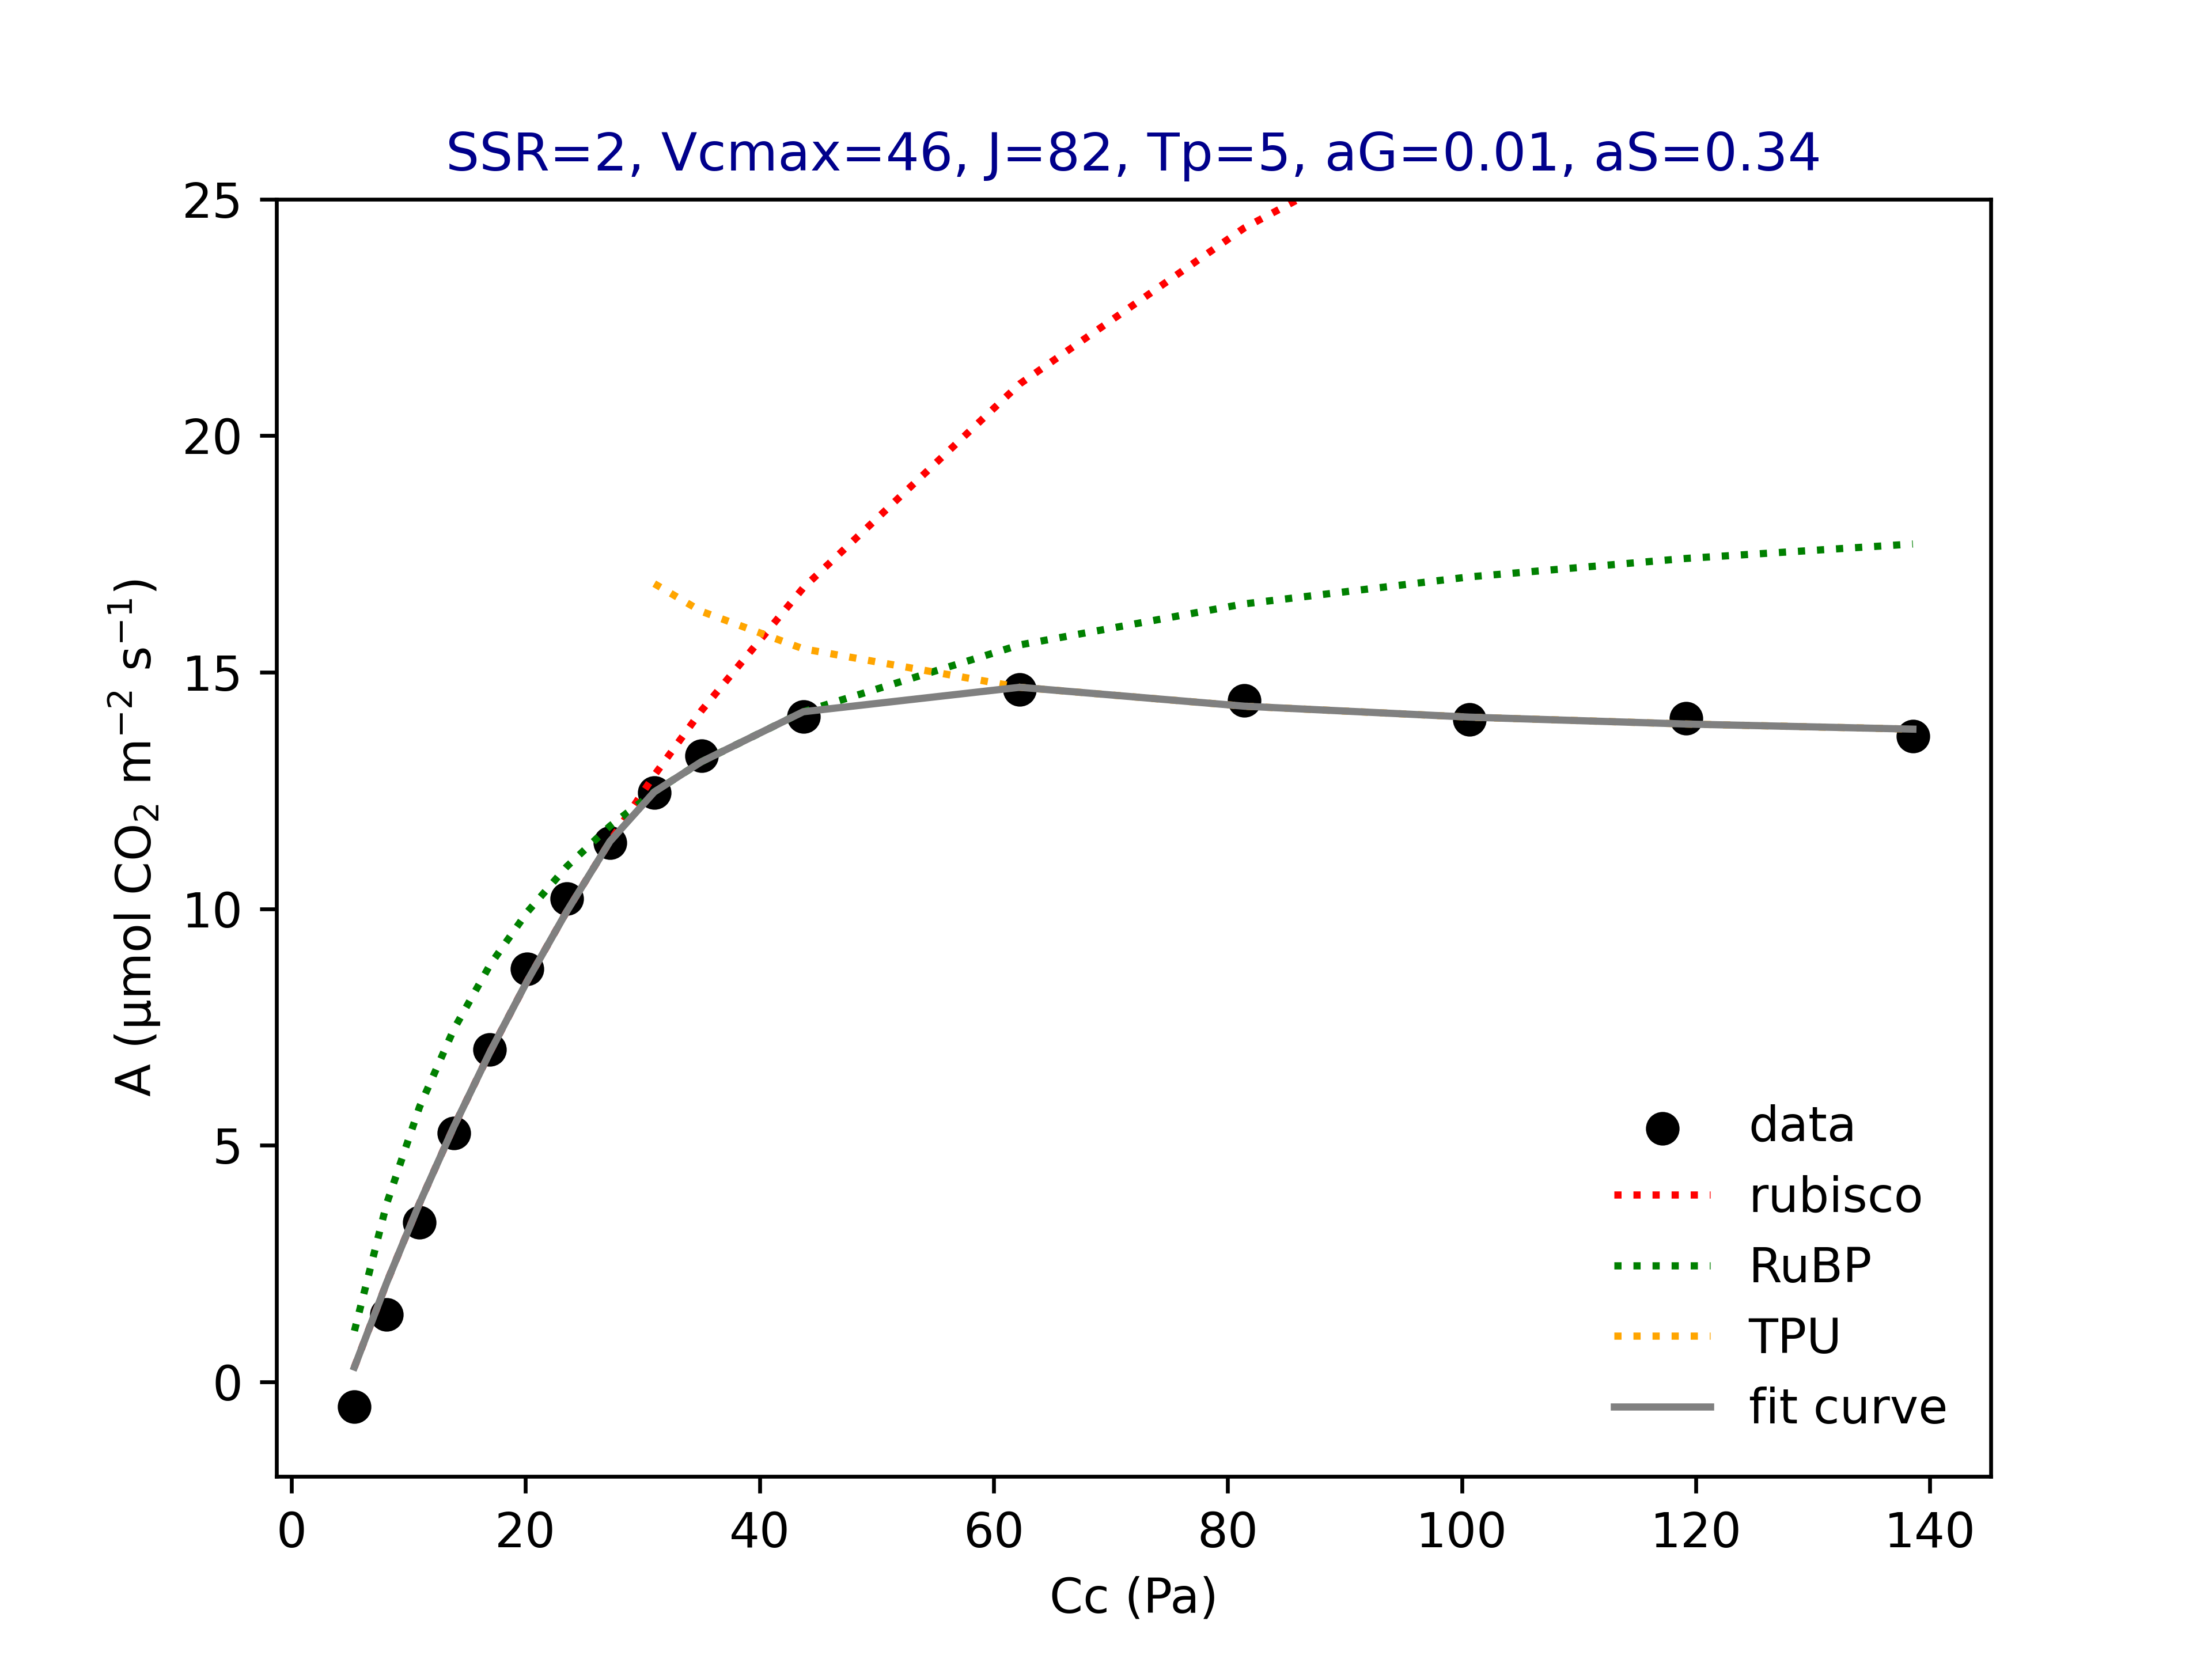 SSR=2, Vcmax=46, J=82, Tp=5, aG=0.01, aS=0.34
25
20
15
10
5
0
A (μmol CO₂ m⁻² s⁻¹)
data
rubisco
RuBP
TPU
fit curve
0 20 40 60 80 100 120 140
Cc (Pa)